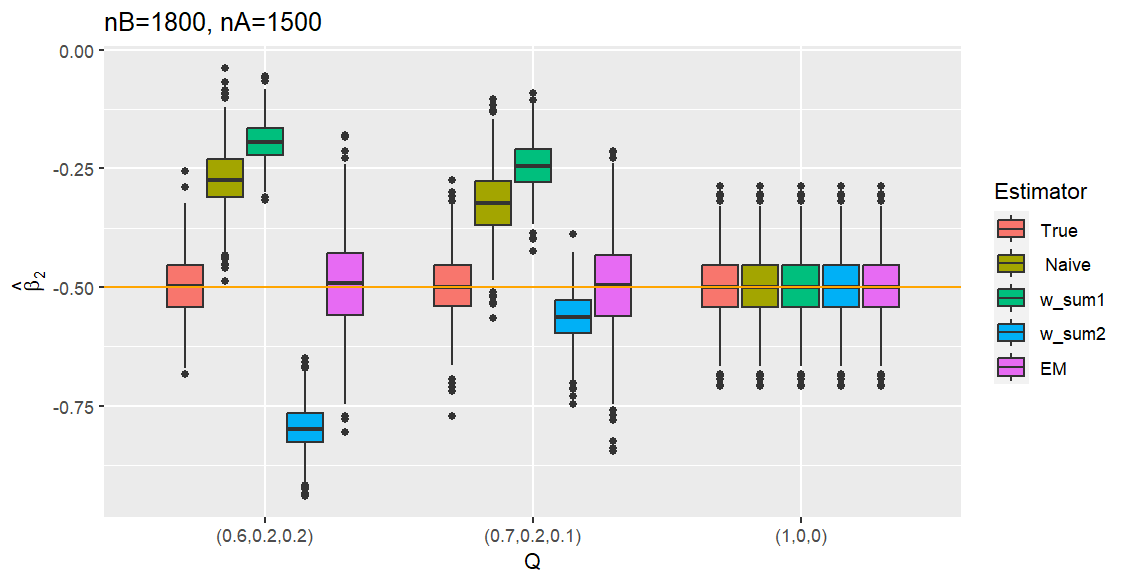 nB=1800, nA=1500
0.00
-0.25
-0.50
-0.75
β̂₂
(0.6,0.2,0.2) (0.7,0.2,0.1) (1,0,0)
Q
Estimator
True
Naive
w_sum1
w_sum2
EM